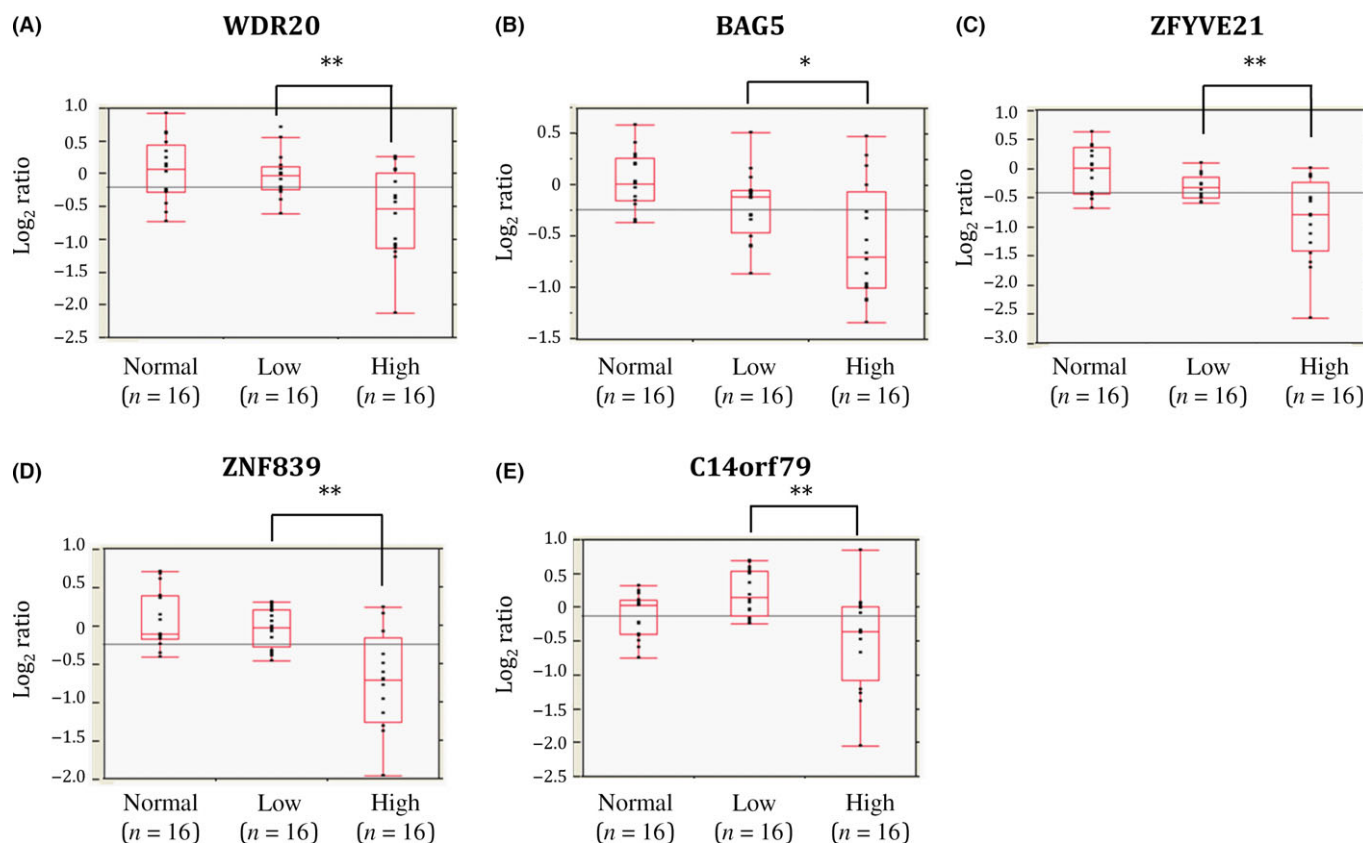 (A)
WDR20
**
Log2 ratio
1.0
0.5
0
−0.5
−1.0
−1.5
−2.0
−2.5
Normal Low High
(n = 16) (n = 16) (n = 16)
(B)
BAG5
*
Log2 ratio
0.5
0
−0.5
−1.0
−1.5
Normal Low High
(n = 16) (n = 16) (n = 16)
(C)
ZFYVE21
**
Log2 ratio
1.0
0.5
0
−0.5
−1.0
−1.5
−2.0
−2.5
−3.0
Normal Low High
(n = 16) (n = 16) (n = 16)
(D)
ZNF839
**
Log2 ratio
1.0
0.5
0
−0.5
−1.0
−1.5
−2.0
Normal Low High
(n = 16) (n = 16) (n = 16)
(E)
C14orf79
**
Log2 ratio
1.0
0.5
0
−0.5
−1.0
−1.5
−2.0
−2.5
Normal Low High
(n = 16) (n = 16) (n = 16)